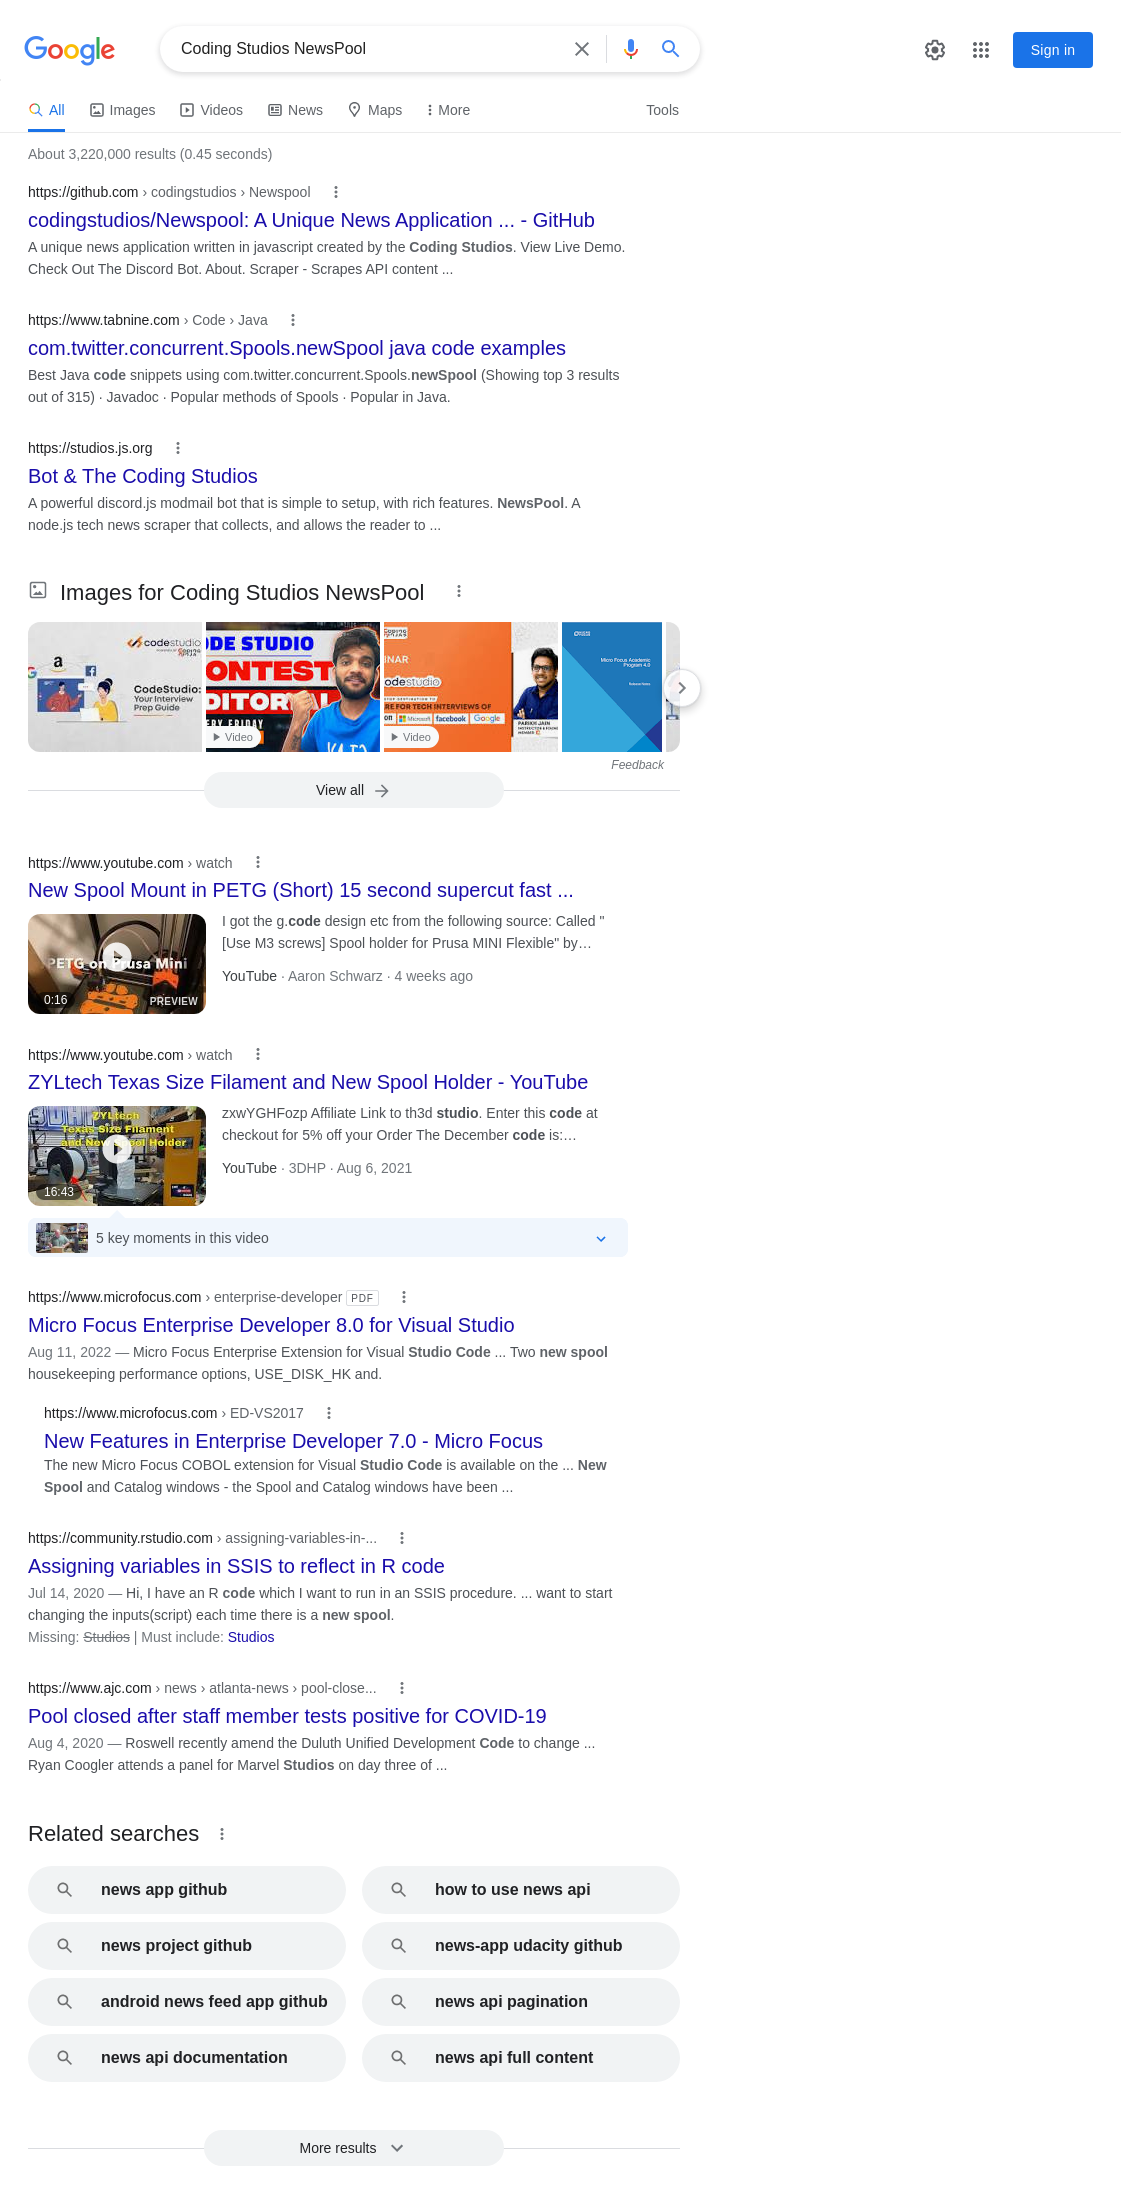 Google
Coding Studios NewsPool
Sign in
All
Images
Videos
News
Maps
More
Tools
About 3,220,000 results (0.45 seconds)
https://github.com › codingstudios › Newspool
codingstudios/Newspool: A Unique News Application ... - GitHub
A unique news application written in javascript created by the Coding Studios. View Live Demo.
Check Out The Discord Bot. About. Scraper - Scrapes API content ...
https://www.tabnine.com › Code › Java
com.twitter.concurrent.Spools.newSpool java code examples
Best Java code snippets using com.twitter.concurrent.Spools.newSpool (Showing top 3 results
out of 315) · Javadoc · Popular methods of Spools · Popular in Java.
https://studios.js.org
Bot & The Coding Studios
A powerful discord.js modmail bot that is simple to setup, with rich features. NewsPool. A
node.js tech news scraper that collects, and allows the reader to ...
Images for Coding Studios NewsPool
codestudio
CodeStudio:
Your Interview
Prep Guide
ODE STUDIO
ONTEST
DITORIAL
ERY FRIDAY
Video
INAR
odestudio
RE FOR TECH INTERVIEWS OF
on Microsoft facebook Google
PARIKH JAIN
Video
Micro Focus Academic
Program 4.0
Feedback
View all
https://www.youtube.com › watch
New Spool Mount in PETG (Short) 15 second supercut fast ...
PETG on Prusa Mini
0:16
PREVIEW
I got the g.code design etc from the following source: Called "
[Use M3 screws] Spool holder for Prusa MINI Flexible" by…
YouTube · Aaron Schwarz · 4 weeks ago
https://www.youtube.com › watch
ZYLtech Texas Size Filament and New Spool Holder - YouTube
ZYLtech
Texas Size Filament
and New Spool Holder
16:43
zxwYGHFozp Affiliate Link to th3d studio. Enter this code at
checkout for 5% off your Order The December code is:…
YouTube · 3DHP · Aug 6, 2021
5 key moments in this video
https://www.microfocus.com › enterprise-developer PDF
Micro Focus Enterprise Developer 8.0 for Visual Studio
Aug 11, 2022 — Micro Focus Enterprise Extension for Visual Studio Code ... Two new spool
housekeeping performance options, USE_DISK_HK and.
https://www.microfocus.com › ED-VS2017
New Features in Enterprise Developer 7.0 - Micro Focus
The new Micro Focus COBOL extension for Visual Studio Code is available on the ... New
Spool and Catalog windows - the Spool and Catalog windows have been ...
https://community.rstudio.com › assigning-variables-in-...
Assigning variables in SSIS to reflect in R code
Jul 14, 2020 — Hi, I have an R code which I want to run in an SSIS procedure. ... want to start
changing the inputs(script) each time there is a new spool.
Missing: Studios | Must include: Studios
https://www.ajc.com › news › atlanta-news › pool-close...
Pool closed after staff member tests positive for COVID-19
Aug 4, 2020 — Roswell recently amend the Duluth Unified Development Code to change ...
Ryan Coogler attends a panel for Marvel Studios on day three of ...
Related searches
news app github
how to use news api
news project github
news-app udacity github
android news feed app github
news api pagination
news api documentation
news api full content
More results